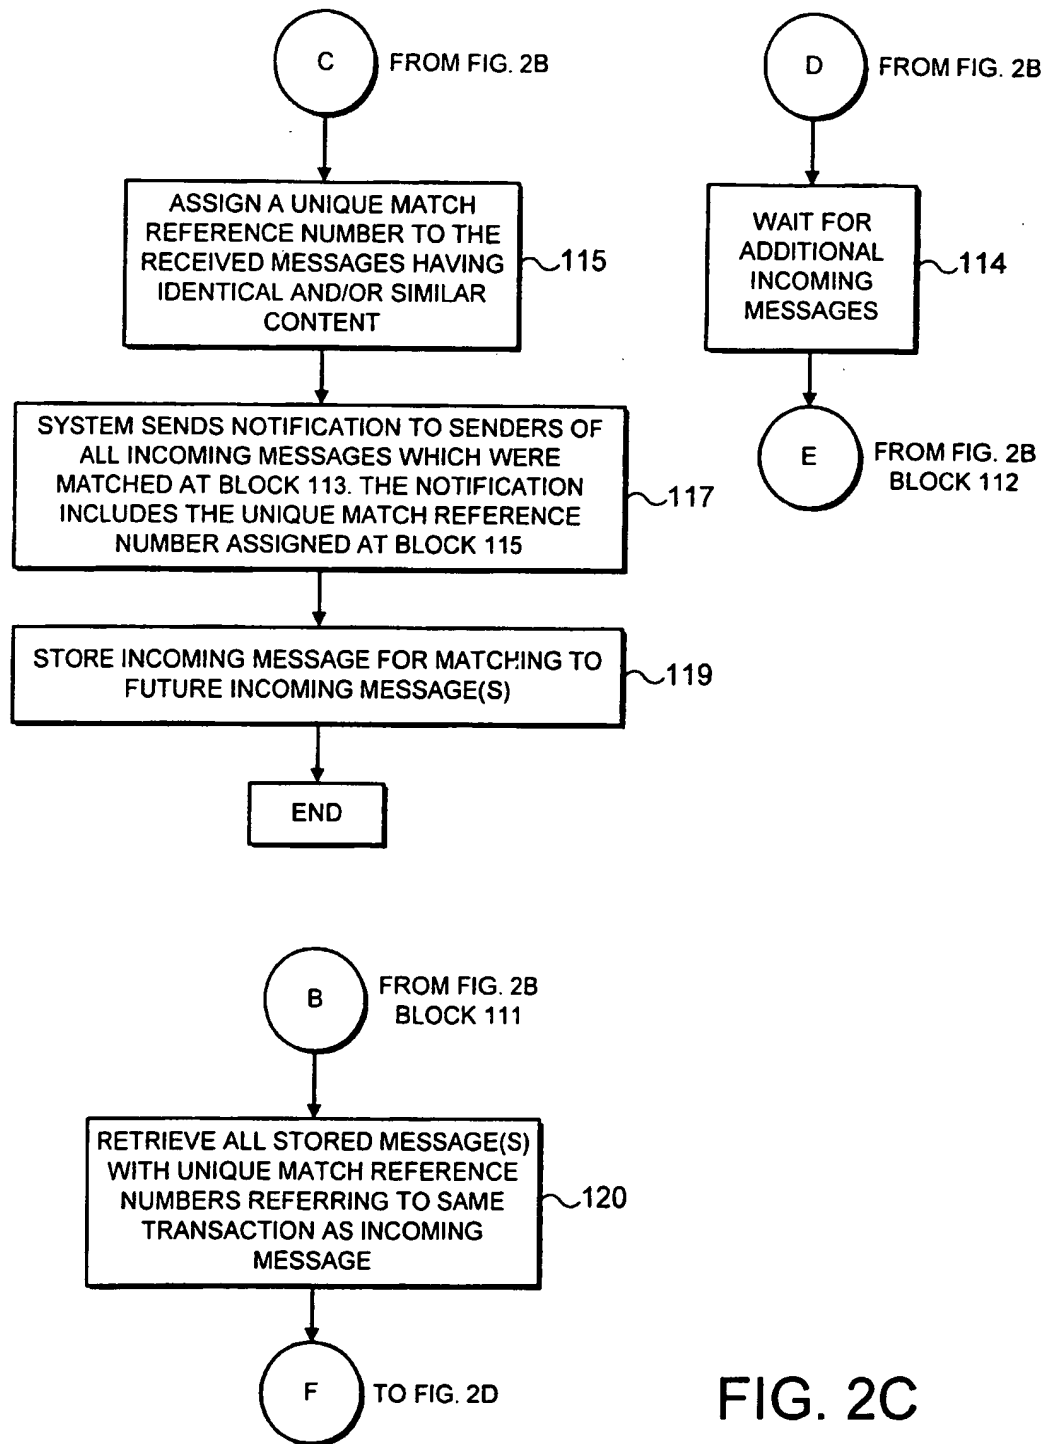 C
FROM FIG. 2B
ASSIGN A UNIQUE MATCH
REFERENCE NUMBER TO THE
RECEIVED MESSAGES HAVING
IDENTICAL AND/OR SIMILAR
CONTENT
115
SYSTEM SENDS NOTIFICATION TO SENDERS OF
ALL INCOMING MESSAGES WHICH WERE
MATCHED AT BLOCK 113. THE NOTIFICATION
INCLUDES THE UNIQUE MATCH REFERENCE
NUMBER ASSIGNED AT BLOCK 115
117
STORE INCOMING MESSAGE FOR MATCHING TO
FUTURE INCOMING MESSAGE(S)
119
END
D
FROM FIG. 2B
WAIT FOR
ADDITIONAL
INCOMING
MESSAGES
114
E
FROM FIG. 2B
BLOCK 112
B
FROM FIG. 2B
BLOCK 111
RETRIEVE ALL STORED MESSAGE(S)
WITH UNIQUE MATCH REFERENCE
NUMBERS REFERRING TO SAME
TRANSACTION AS INCOMING
MESSAGE
120
F
TO FIG. 2D
FIG. 2C